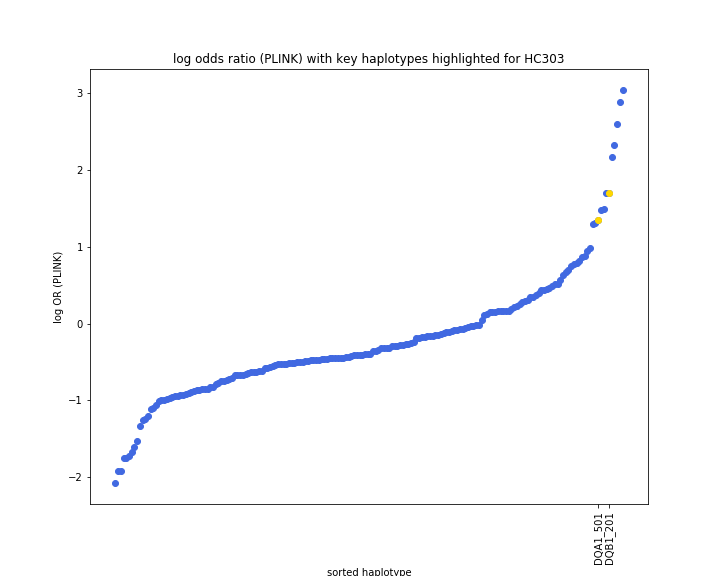 log odds ratio (PLINK) with key haplotypes highlighted for HC303
log OR (PLINK)
3
2
1
0
−1
−2
DQA1_501
DQB1_201
sorted haplotype